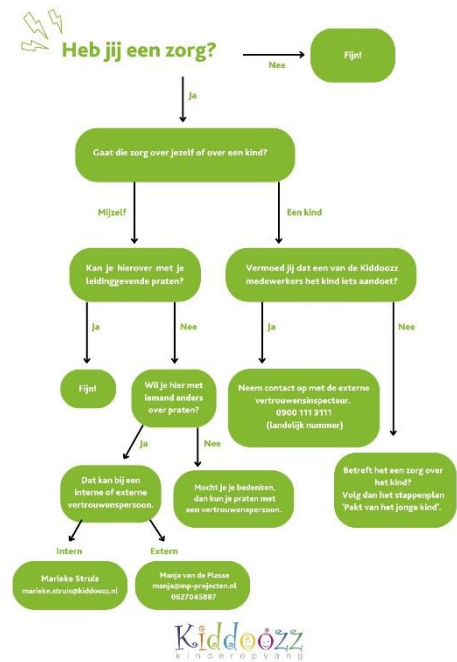 Heb jij een zorg?
Nee
Fijn!
Ja
Gaat die zorg over jezelf of over een kind?
Mijzelf
Een kind
Kan je hierover met je
leidinggevende praten?
Vermoed jij dat een van de Kiddoozz
medewerkers het kind iets aandoet?
Ja
Nee
Ja
Nee
Fijn!
Wil je hier met
iemand anders
over praten?
Neem contact op met de externe
vertrouwensinspecteur.
0900 111 3111
(landelijk nummer)
Ja
Nee
Dat kan bij een
interne of externe
vertrouwenspersoon.
Mocht je je bedenken,
dan kun je praten met
een vertrouwenspersoon.
Betreft het een zorg over
het kind?
Volg dan het stappenplan
'Pakt van het jonge kind'.
Intern
Extern
Marieke Struis
marieke.struis@kiddoozz.nl
Manja van de Plasse
manja@mp-projecten.nl
0627045887
Kiddoozz
kinderopvang